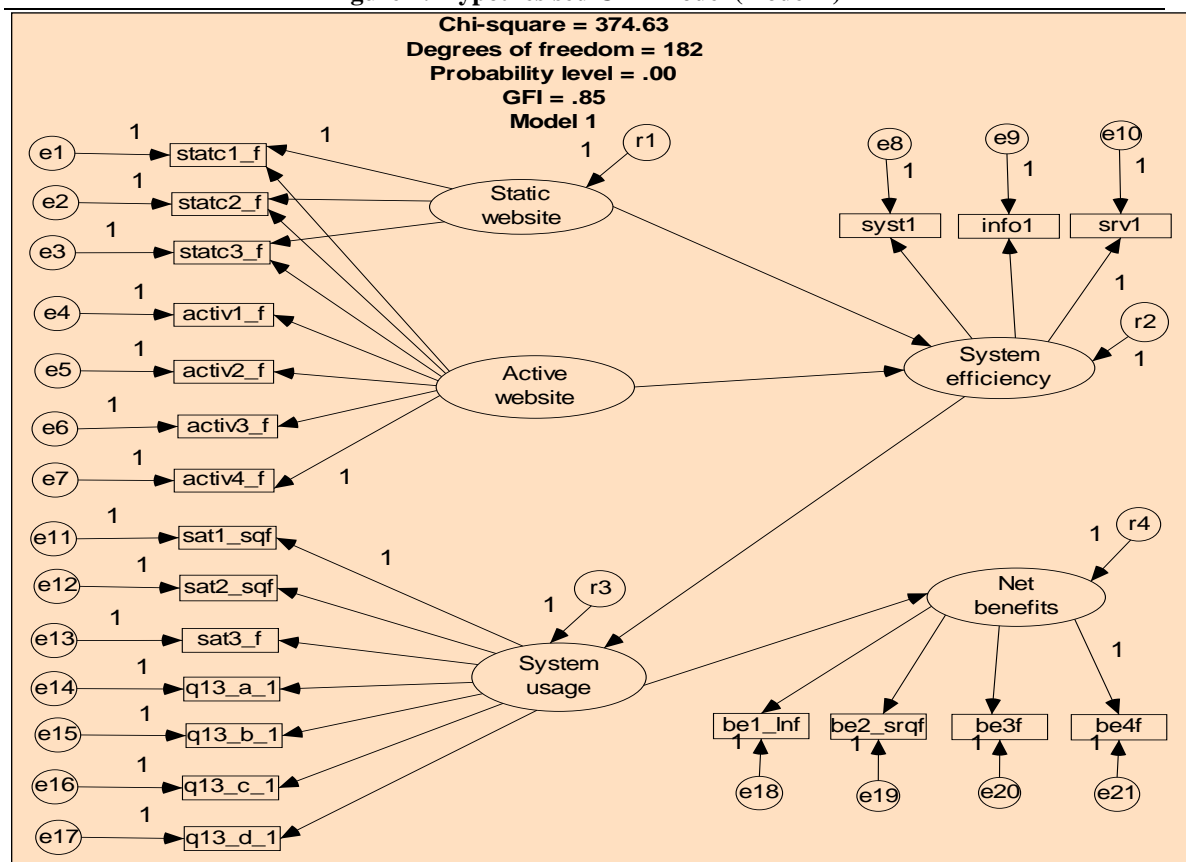 Chi-square = 374.63
Degrees of freedom = 182
Probability level = .00
GFI = .85
Model 1
e1
1
statc1_f
1
e2
1
statc2_f
e3
1
statc3_f
e4
1
activ1_f
e5
1
activ2_f
e6
1
activ3_f
e7
1
activ4_f
1
Static
website
r1
1
Active
website
e8
1
syst1
e9
1
info1
e10
1
srv1
1
System
efficiency
r2
1
e11
1
sat1_sqf
1
e12
1
sat2_sqf
e13
1
sat3_f
e14
1
q13_a_1
e15
1
q13_b_1
e16
1
q13_c_1
e17
1
q13_d_1
System
usage
r3
1
Net
benefits
r4
1
1
be1_lnf
1
e18
be2_srqf
1
e19
be3f
1
e20
be4f
1
e21